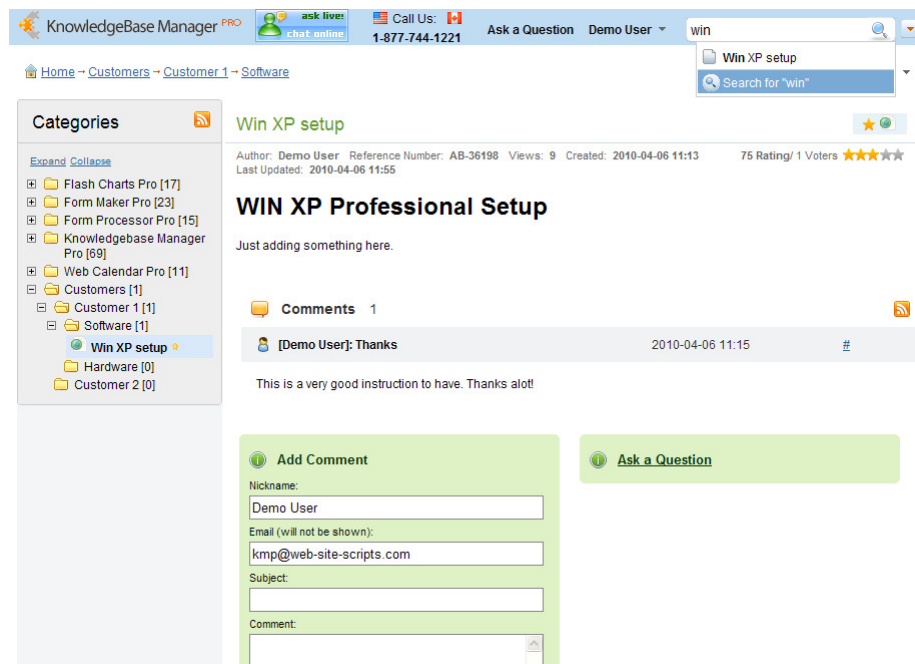 KnowledgeBase Manager PRO
ask live!
chat online
Call Us:
1-877-744-1221
Ask a Question
Demo User
win
Win XP setup
Search for "win"
Home → Customers → Customer 1 → Software
Categories
Expand Collapse
Flash Charts Pro [17]
Form Maker Pro [23]
Form Processor Pro [15]
Knowledgebase Manager
Pro [69]
Web Calendar Pro [11]
Customers [1]
Customer 1 [1]
Software [1]
Win XP setup
Hardware [0]
Customer 2 [0]
Win XP setup
Author: Demo User Reference Number: AB-36198 Views: 9 Created: 2010-04-06 11:13
75 Rating/ 1 Voters
Last Updated: 2010-04-06 11:55
WIN XP Professional Setup
Just adding something here.
Comments 1
[Demo User]: Thanks 2010-04-06 11:15 #
This is a very good instruction to have. Thanks alot!
Add Comment
Nickname:
Demo User
Email (will not be shown):
kmp@web-site-scripts.com
Subject:
Comment:
Ask a Question